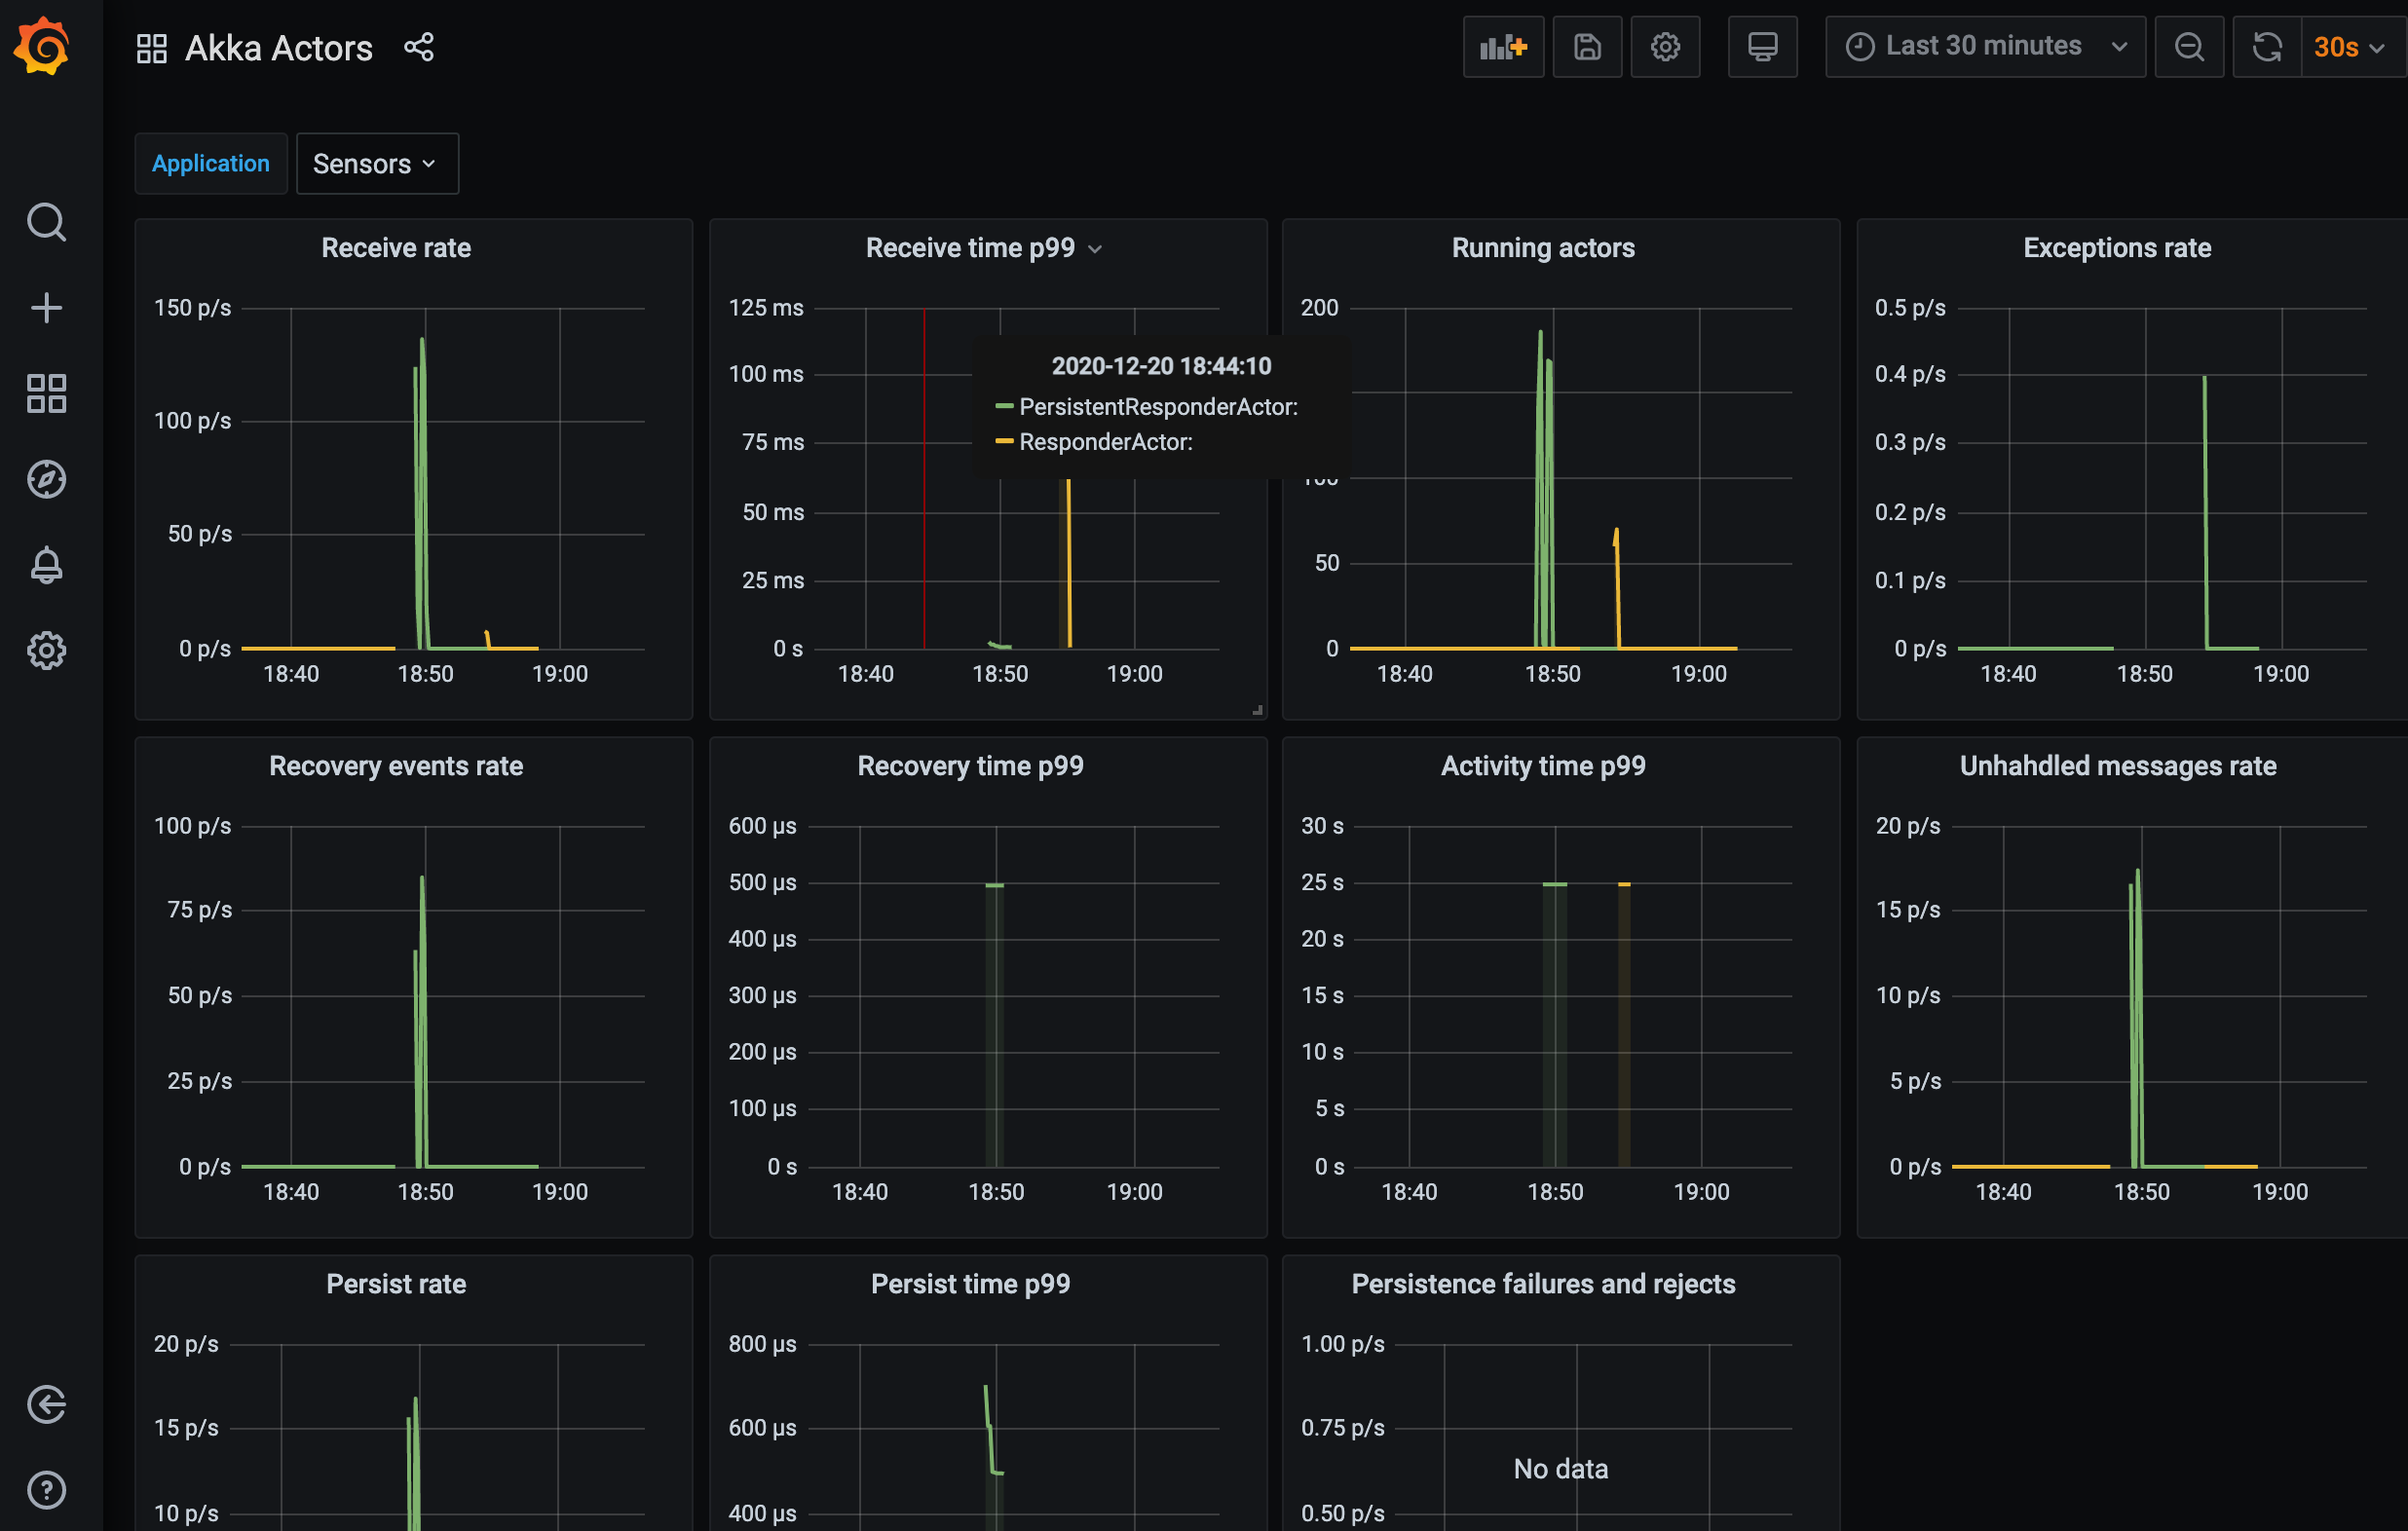 Akka Actors
Last 30 minutes
30s
Application
Sensors
Receive rate
150 p/s
100 p/s
50 p/s
0 p/s
18:40 18:50 19:00
Receive time p99
125 ms
100 ms
75 ms
50 ms
25 ms
0 s
18:40 18:50 19:00
2020-12-20 18:44:10
PersistentResponderActor:
ResponderActor:
Running actors
200
100
50
0
18:40 18:50 19:00
Exceptions rate
0.5 p/s
0.4 p/s
0.3 p/s
0.2 p/s
0.1 p/s
0 p/s
18:40 18:50 19:00
Recovery events rate
100 p/s
75 p/s
50 p/s
25 p/s
0 p/s
18:40 18:50 19:00
Recovery time p99
600 µs
500 µs
400 µs
300 µs
200 µs
100 µs
0 s
18:40 18:50 19:00
Activity time p99
30 s
25 s
20 s
15 s
10 s
5 s
0 s
18:40 18:50 19:00
Unhahdled messages rate
20 p/s
15 p/s
10 p/s
5 p/s
0 p/s
18:40 18:50 19:00
Persist rate
20 p/s
15 p/s
10 p/s
Persist time p99
800 µs
600 µs
400 µs
Persistence failures and rejects
1.00 p/s
0.75 p/s
0.50 p/s
No data